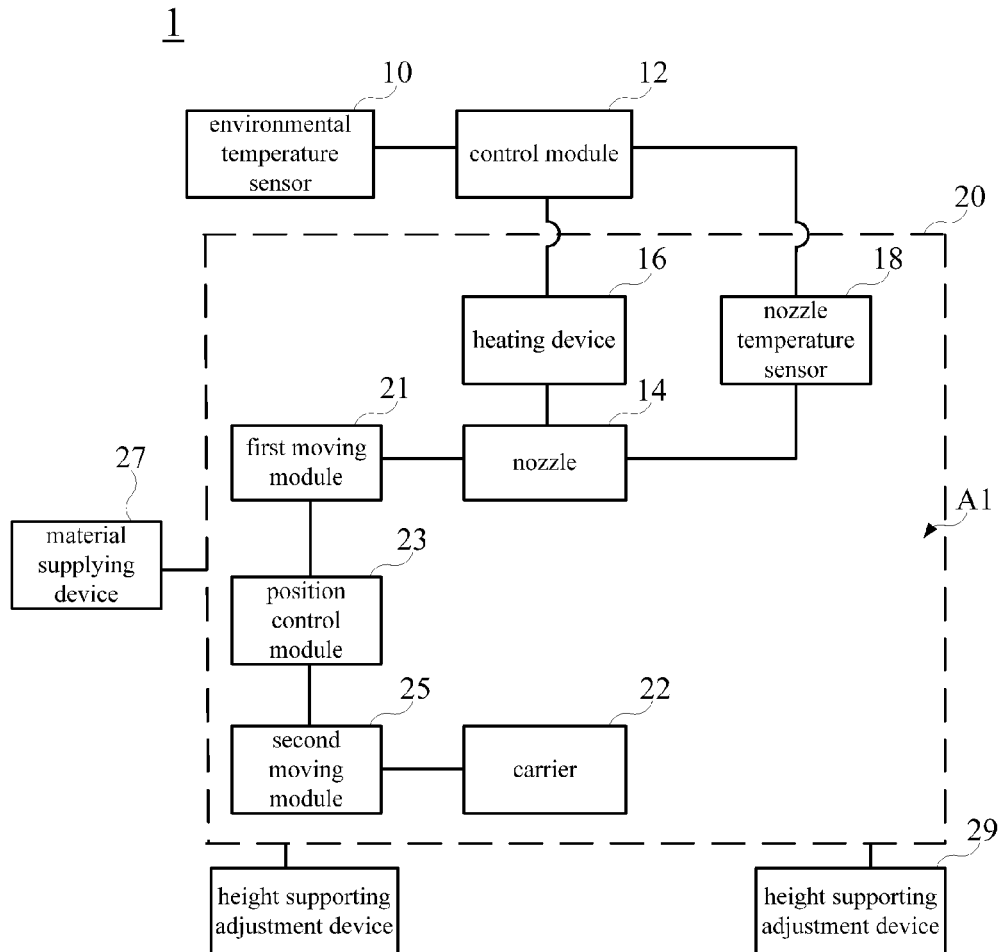 1
10
12
environmental
temperature
sensor
control module
20
16
18
heating device
nozzle
temperature
sensor
21
14
first moving
module
nozzle
27
A1
material
supplying
device
23
position
control
module
25
22
second
moving
module
carrier
29
height supporting
adjustment device
height supporting
adjustment device